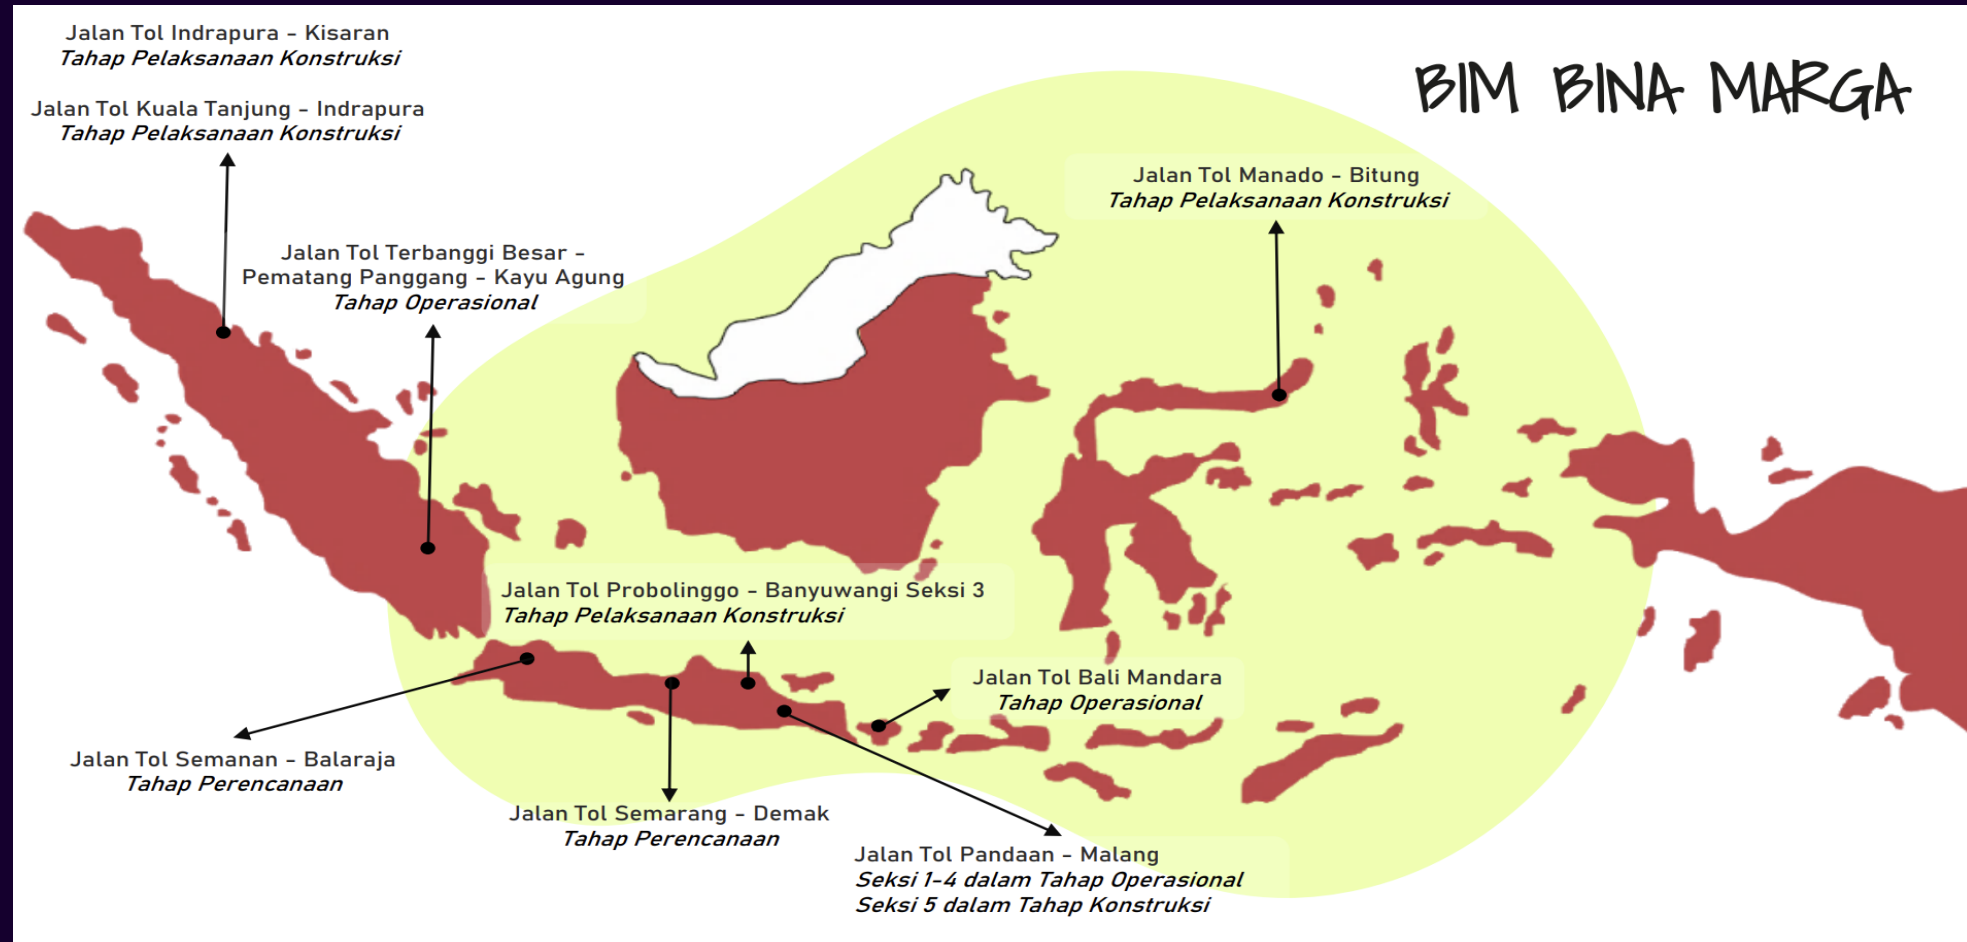 Jalan Tol Indrapura - Kisaran
Tahap Pelaksanaan Konstruksi
Jalan Tol Kuala Tanjung - Indrapura
Tahap Pelaksanaan Konstruksi
BIM BINA MARGA
Jalan Tol Manado - Bitung
Tahap Pelaksanaan Konstruksi
Jalan Tol Terbanggi Besar -
Pematang Panggang - Kayu Agung
Tahap Operasional
Jalan Tol Probolinggo - Banyuwangi Seksi 3
Tahap Pelaksanaan Konstruksi
Jalan Tol Bali Mandara
Tahap Operasional
Jalan Tol Semanan - Balaraja
Tahap Perencanaan
Jalan Tol Semarang - Demak
Tahap Perencanaan
Jalan Tol Pandaan - Malang
Seksi 1-4 dalam Tahap Operasional
Seksi 5 dalam Tahap Konstruksi